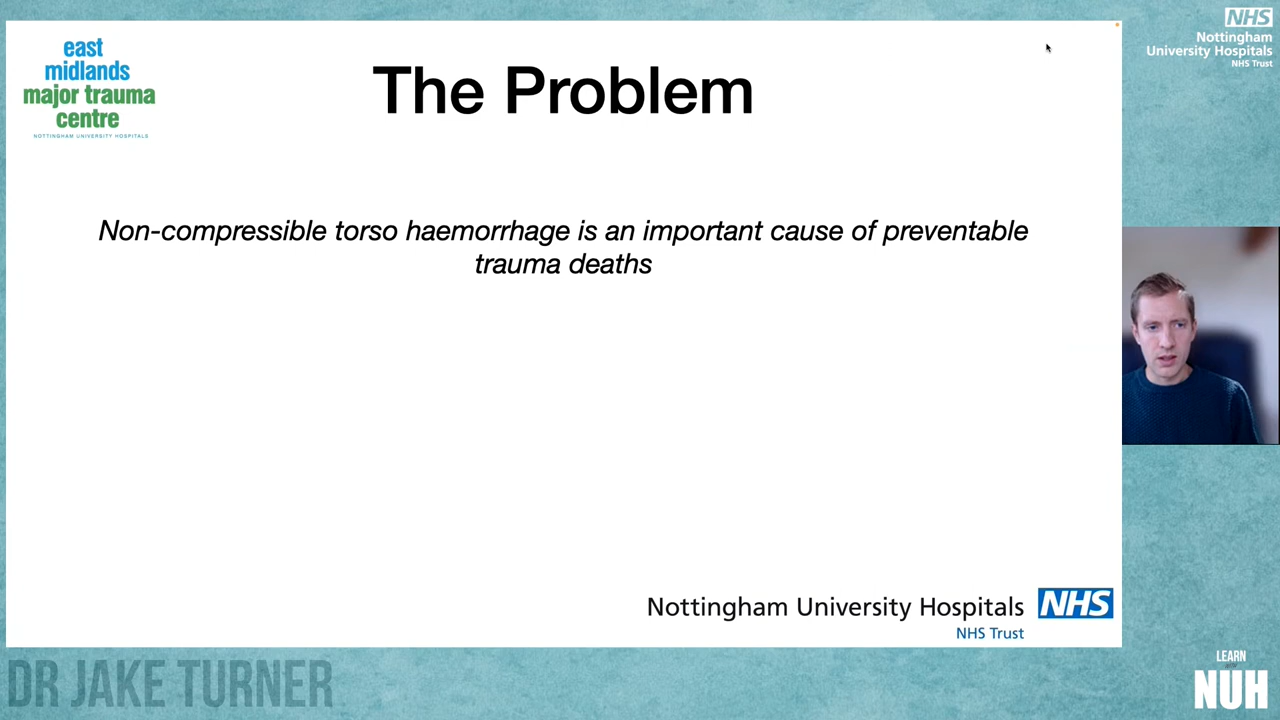 east
midlands
major trauma
centre
NOTTINGHAM UNIVERSITY HOSPITALS
The Problem
Non-compressible torso haemorrhage is an important cause of preventable
trauma deaths
Nottingham University Hospitals NHS
NHS Trust
NHS
Nottingham
University Hospitals
NHS Trust
DR JAKE TURNER
LEARN
NUH